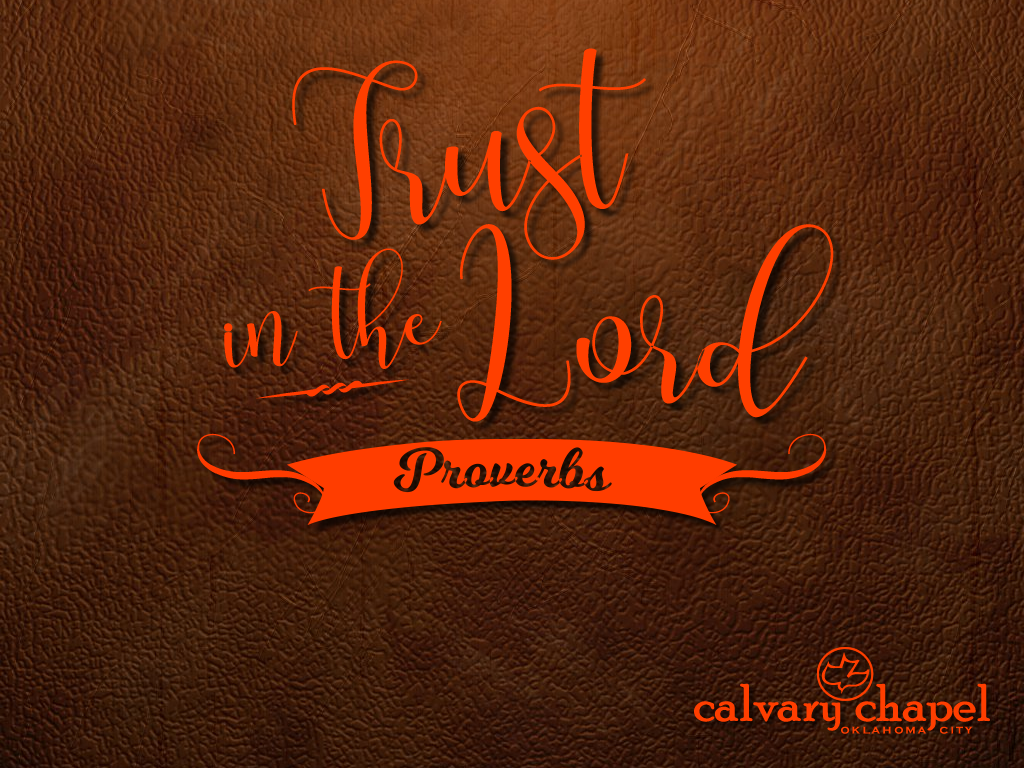 Trust
in the Lord
Proverbs
calvary chapel
OKLAHOMA CITY